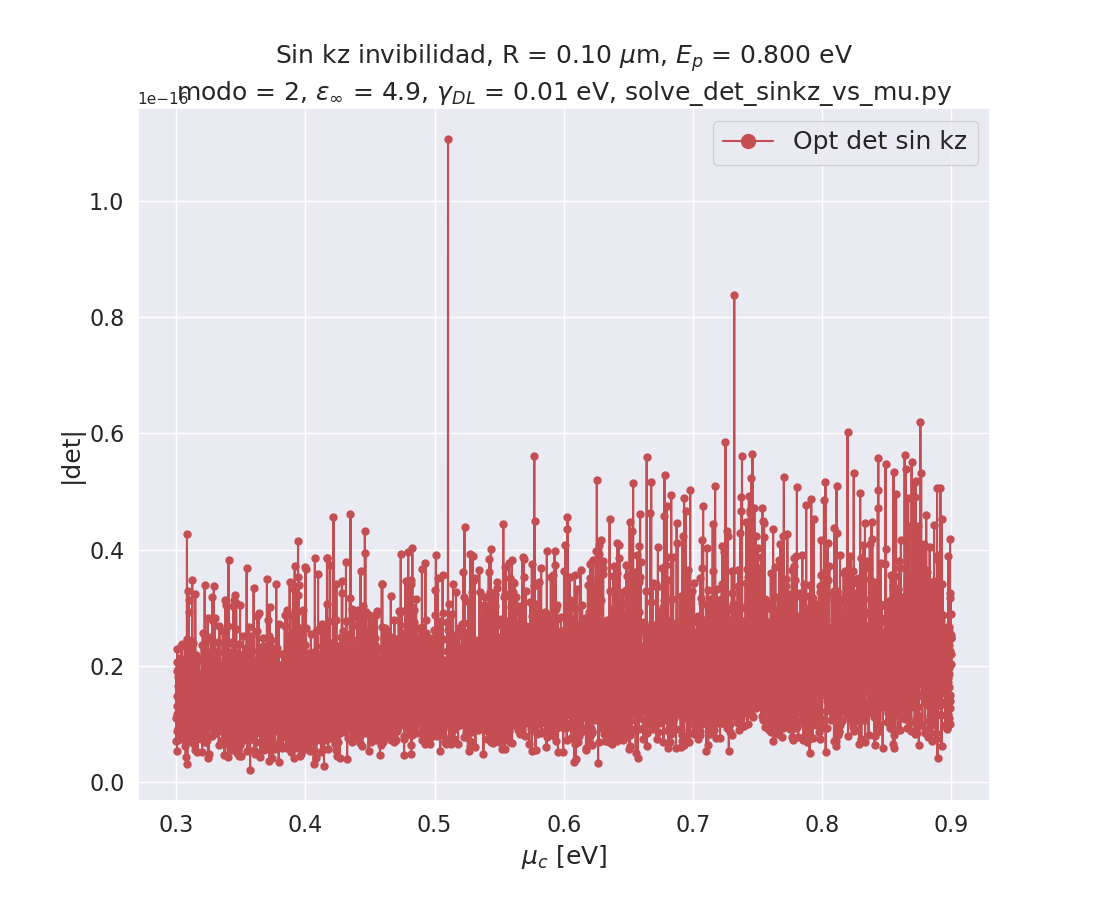 Sin kz invibilidad, R = 0.10 μm, E_p = 0.800 eV
modo = 2, ε_∞ = 4.9, γ_DL = 0.01 eV, solve_det_sinkz_vs_mu.py
1e−16
Opt det sin kz
1.0
0.8
0.6
0.4
0.2
0.0
|det|
0.3 0.4 0.5 0.6 0.7 0.8 0.9
μ_c [eV]